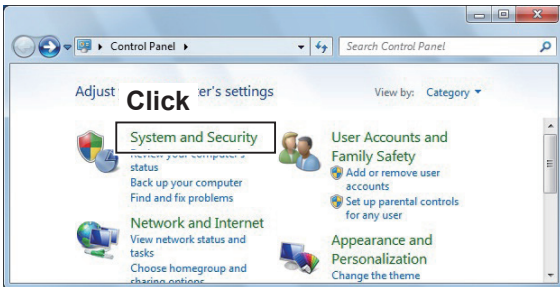 Control Panel
Search Control Panel
Adjust
er's settings
View by: Category
Click
System and Security
status
Back up your computer
Find and fix problems
Network and Internet
View network status and
tasks
Choose homegroup and
sharing options
User Accounts and
Family Safety
Add or remove user
accounts
Set up parental controls
for any user
Appearance and
Personalization
Change the theme